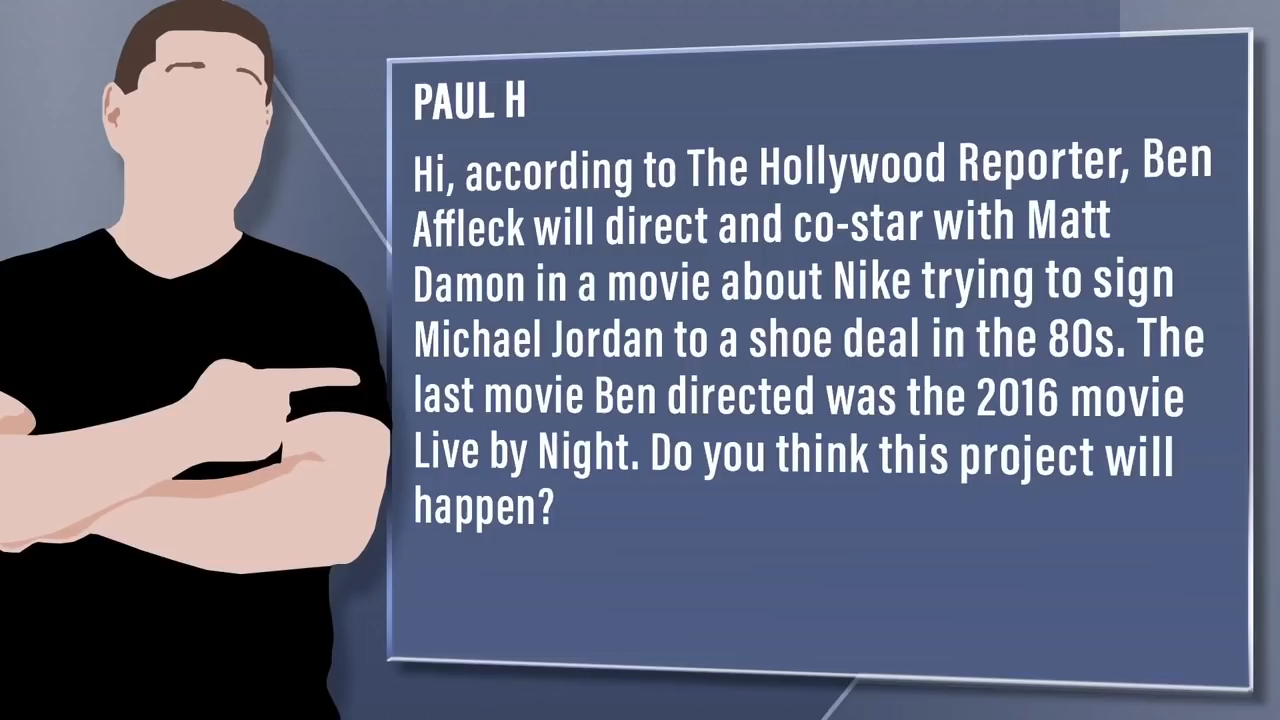 PAUL H
Hi, according to The Hollywood Reporter, Ben
Affleck will direct and co-star with Matt
Damon in a movie about Nike trying to sign
Michael Jordan to a shoe deal in the 80s. The
last movie Ben directed was the 2016 movie
Live by Night. Do you think this project will
happen?